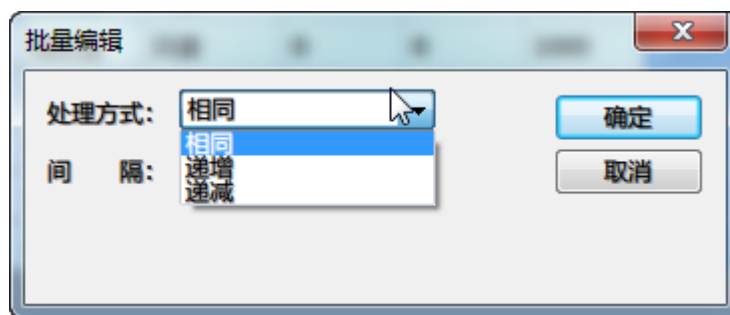 批量编辑
处理方式： 相同 确定
相同
递增
间 隔： 取消
递减